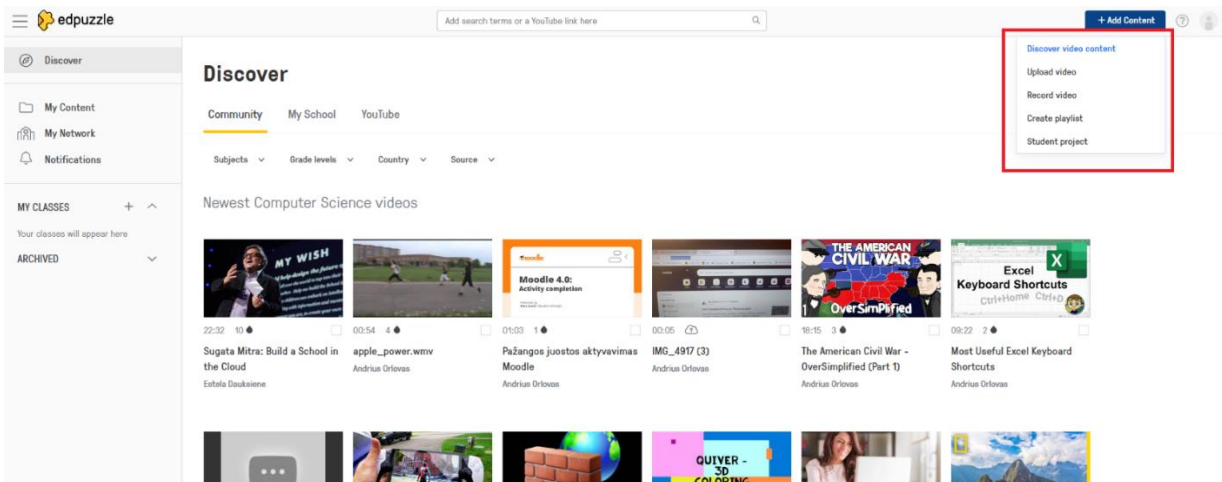 edpuzzle
Add search terms or a YouTube link here
+ Add Content
Discover video content
Upload video
Record video
Create playlist
Student project
Discover
My Content
My Network
Notifications
MY CLASSES
Your classes will appear here
ARCHIVED
Discover
Community My School YouTube
Subjects Grade levels Country Source
Newest Computer Science videos
MY WISH
Moodle 4.0:
Activity completion
THE AMERICAN
CIVIL WAR
OverSimplified
Excel
Keyboard Shortcuts
Ctrl+Home Ctrl+D
22:32 10
Sugata Mitra: Build a School in
the Cloud
Estela Dauksiene
00:54 4
apple_power.wmv
Andrius Orlovas
01:03 1
Pažangos juostos aktyvavimas
Moodle
Andrius Orlovas
00:05
IMG_4917 (3)
Andrius Orlovas
18:15 3
The American Civil War -
OverSimplified (Part 1)
Andrius Orlovas
09:22 2
Most Useful Excel Keyboard
Shortcuts
Andrius Orlovas
QUIVER -
3D
COLORING